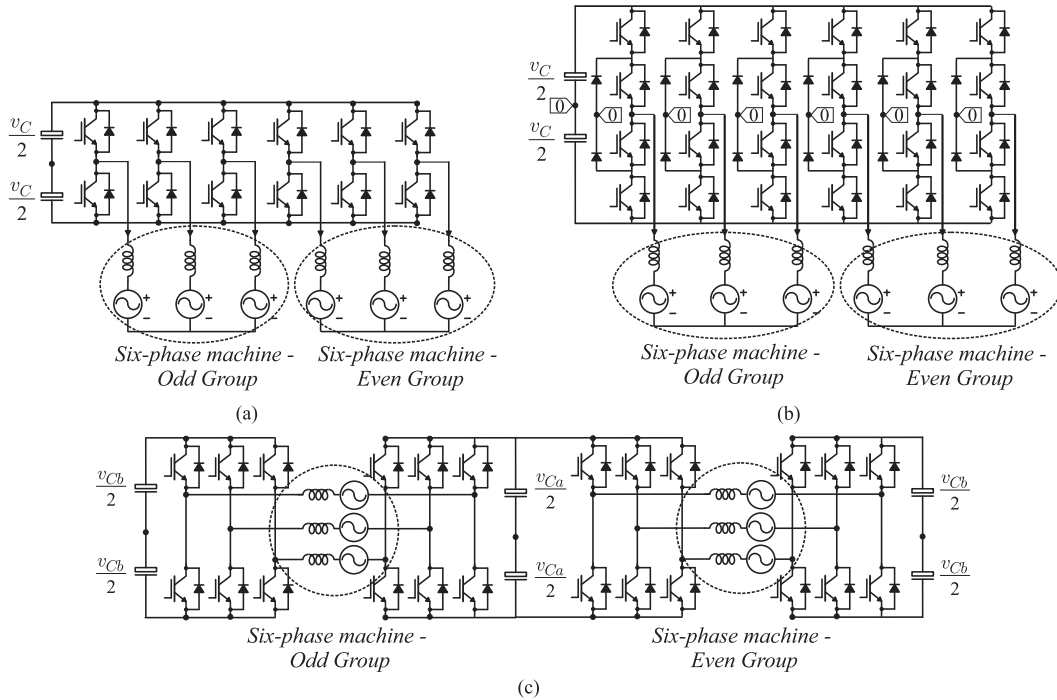 v_C/2
v_C/2
+ + + + + +
− − − − − −
Six-phase machine - Odd Group
Six-phase machine - Even Group
(a)
v_C/2
0
v_C/2
0 0 0 0 0 0
+ + + + + +
− − − − − −
Six-phase machine - Odd Group
Six-phase machine - Even Group
(b)
v_Cb/2
v_Cb/2
v_Ca/2
v_Ca/2
v_Cb/2
v_Cb/2
Six-phase machine - Odd Group
Six-phase machine - Even Group
(c)